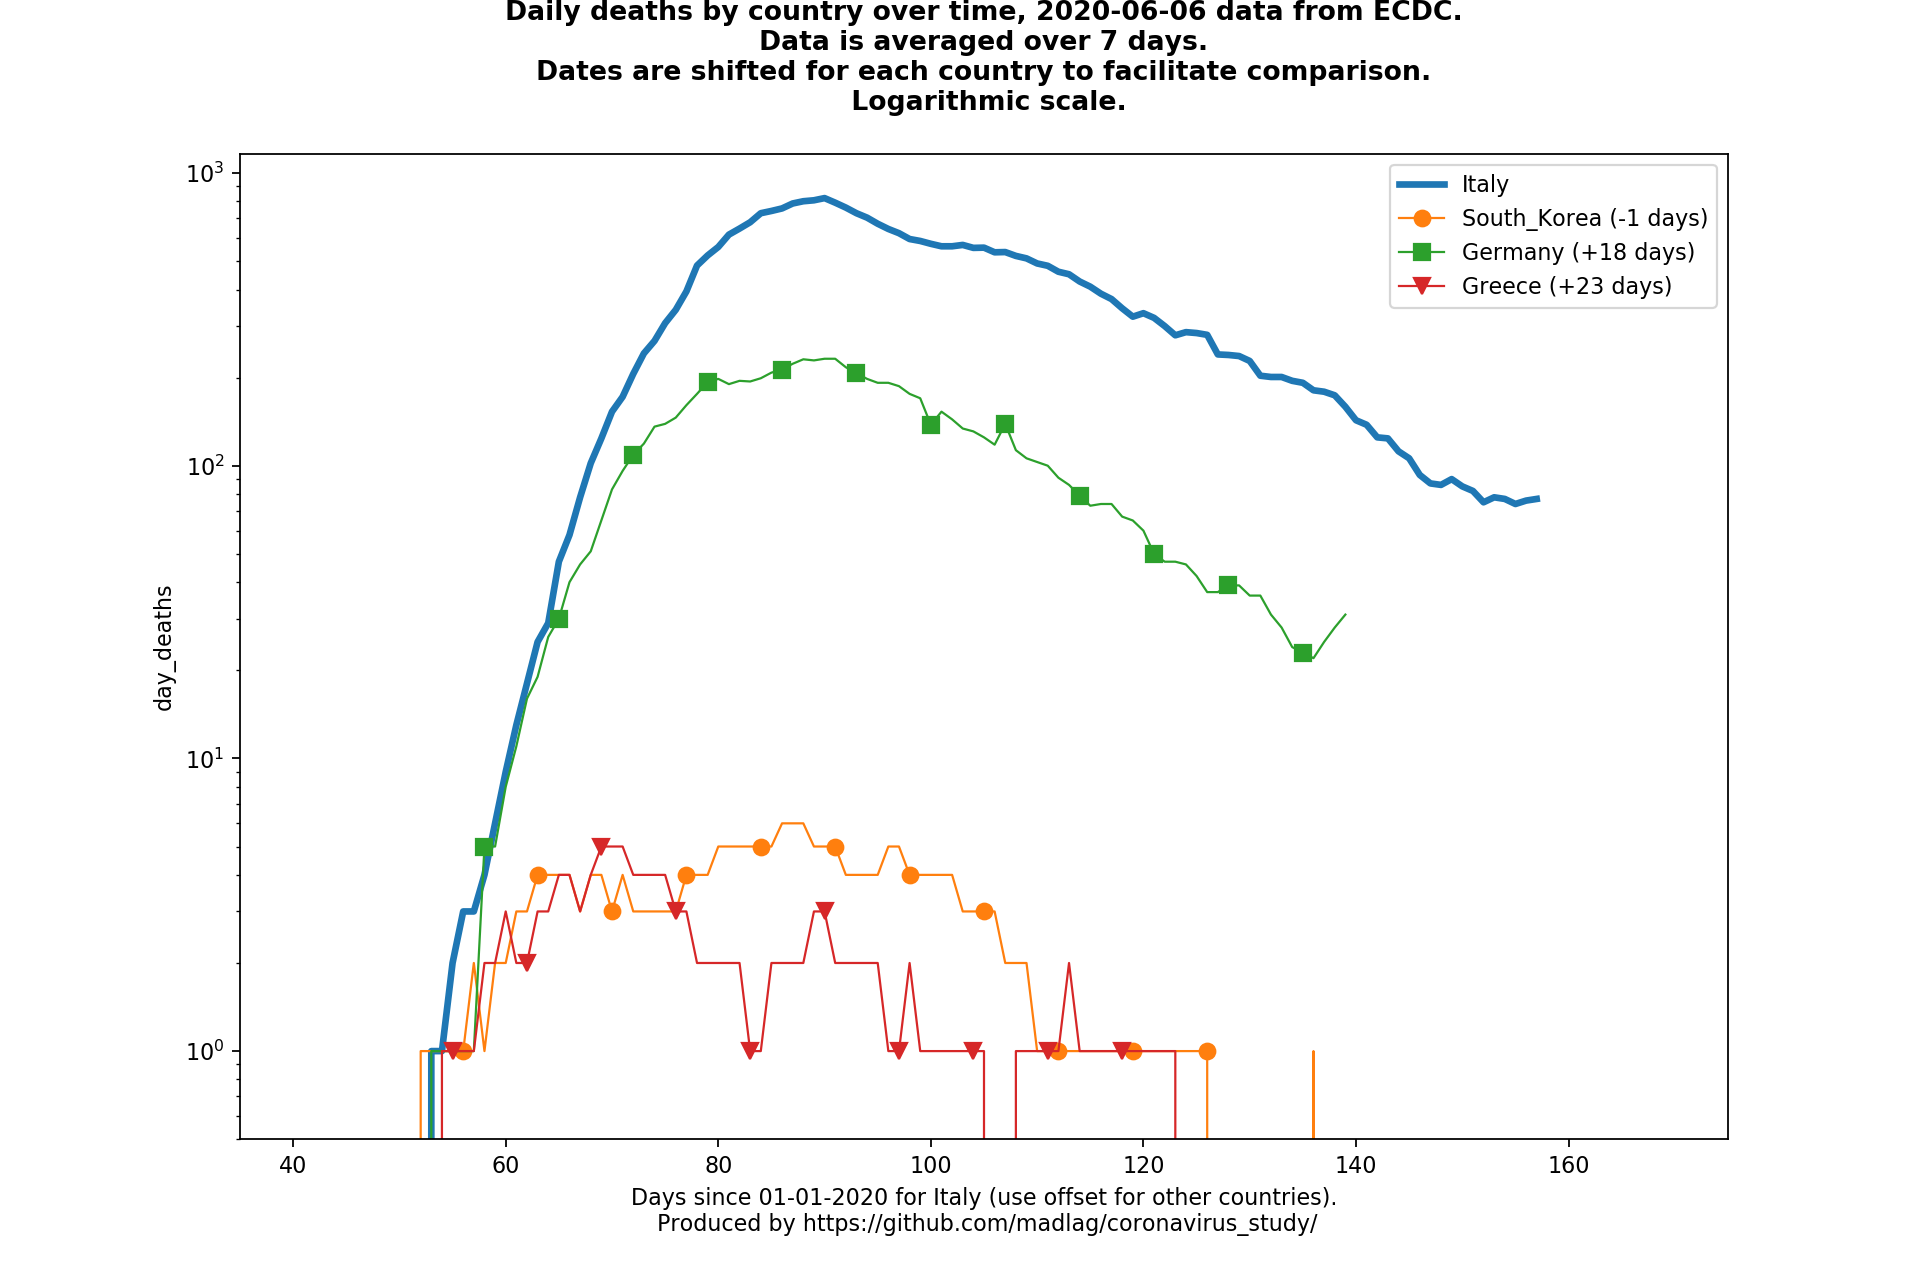 Daily deaths by country over time, 2020-06-06 data from ECDC.
Data is averaged over 7 days.
Dates are shifted for each country to facilitate comparison.
Logarithmic scale.
10³
10²
10¹
10⁰
day_deaths
Italy
South_Korea (-1 days)
Germany (+18 days)
Greece (+23 days)
40 60 80 100 120 140 160
Days since 01-01-2020 for Italy (use offset for other countries).
Produced by https://github.com/madlag/coronavirus_study/